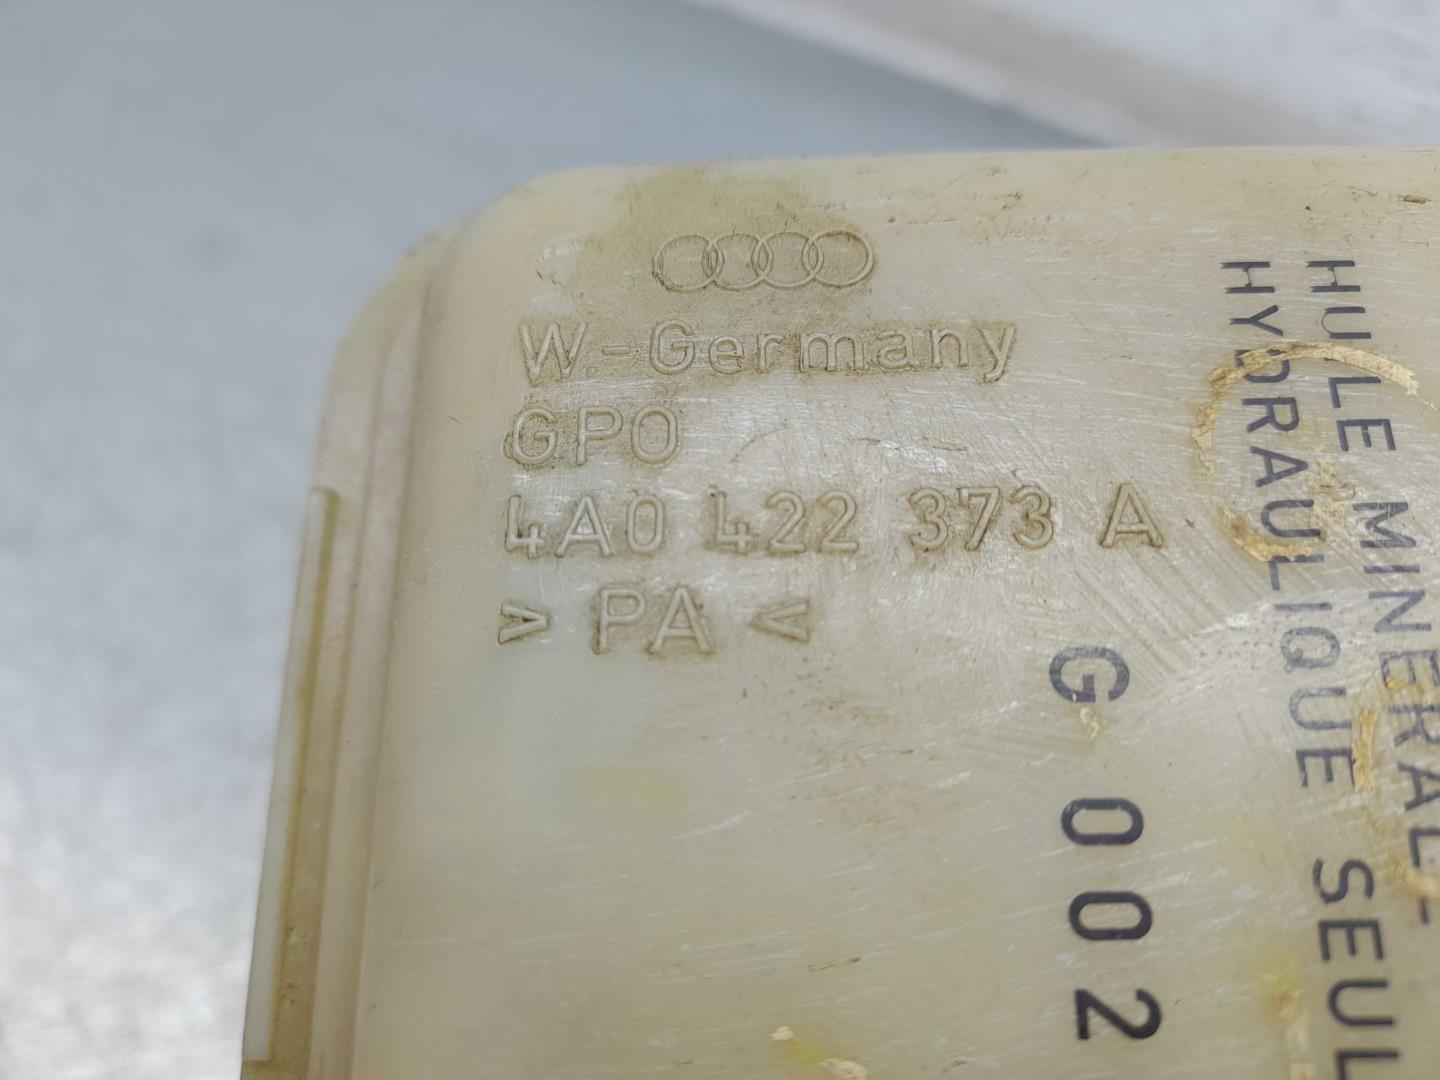 W.-Germany
GPO
4A0 422 373 A
> PA <
HUILE MINERAL-
HYDRAULIQUE SEUL
G 002